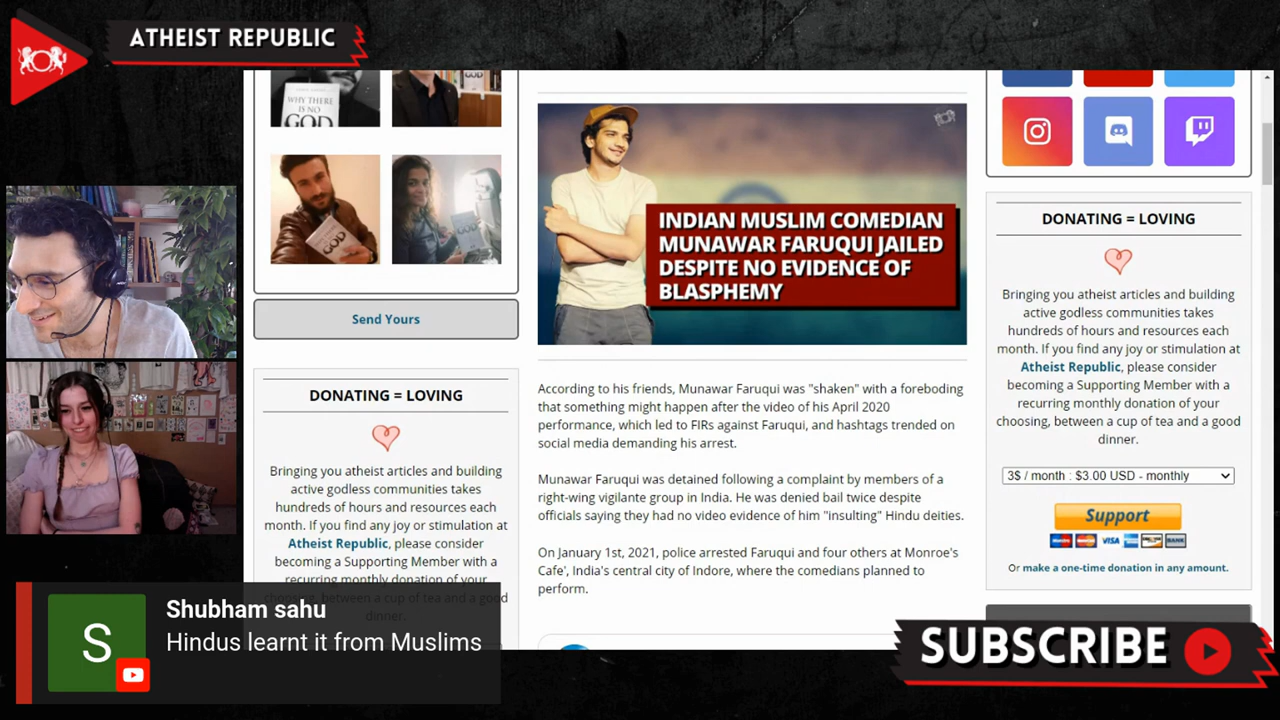 ATHEIST REPUBLIC
WHY THERE
IS NO
GOD
GOD
Send Yours
DONATING = LOVING
Bringing you atheist articles and building
active godless communities takes
hundreds of hours and resources each
month. If you find any joy or stimulation at
Atheist Republic, please consider
becoming a Supporting Member with a
recurring monthly donation of your
choosing, between a cup of tea and a good
dinner.
INDIAN MUSLIM COMEDIAN
MUNAWAR FARUQUI JAILED
DESPITE NO EVIDENCE OF
BLASPHEMY
According to his friends, Munawar Faruqui was "shaken" with a foreboding
that something might happen after the video of his April 2020
performance, which led to FIRs against Faruqui, and hashtags trended on
social media demanding his arrest.
Munawar Faruqui was detained following a complaint by members of a
right-wing vigilante group in India. He was denied bail twice despite
officials saying they had no video evidence of him "insulting" Hindu deities.
On January 1st, 2021, police arrested Faruqui and four others at Monroe's
Cafe', India's central city of Indore, where the comedians planned to
perform.
DONATING = LOVING
Bringing you atheist articles and building
active godless communities takes
hundreds of hours and resources each
month. If you find any joy or stimulation at
Atheist Republic, please consider
becoming a Supporting Member with a
recurring monthly donation of your
choosing, between a cup of tea and a good
dinner.
3$ / month : $3.00 USD - monthly
Support
VISA
BANK
Or make a one-time donation in any amount.
S
Shubham sahu
Hindus learnt it from Muslims
SUBSCRIBE